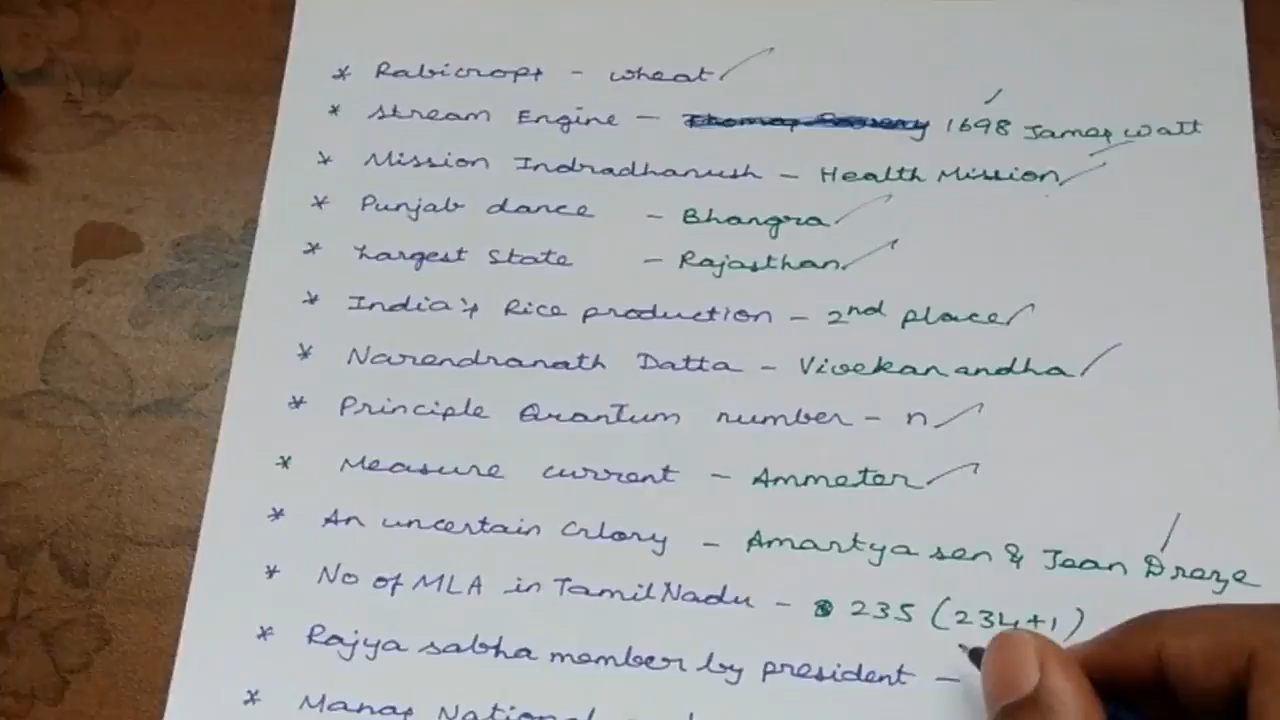 * Rabicrops - wheat
* Stream Engine - 1698 James Watt
* Mission Indradhanush - Health Mission
* Punjab dance - Bhangra
* Largest State - Rajasthan
* India's Rice production - 2nd place
* Narendranath Datta - Vivekanandha
* Principle Quantum number - n
* Measure current - Ammeter
* An uncertain Glory - Amartya sen & Jean Dreze
* No of MLA in TamilNadu - 235 (234+1)
* Rajya sabha member by president -
* Manas National